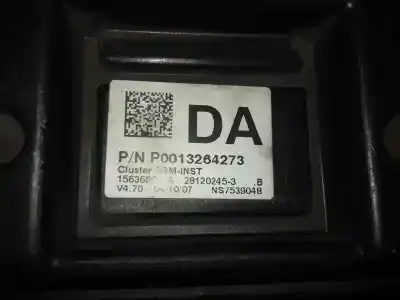 DA
P/N P0013264273
Cluster
28120245-3 .B
V4.70 NS7539048